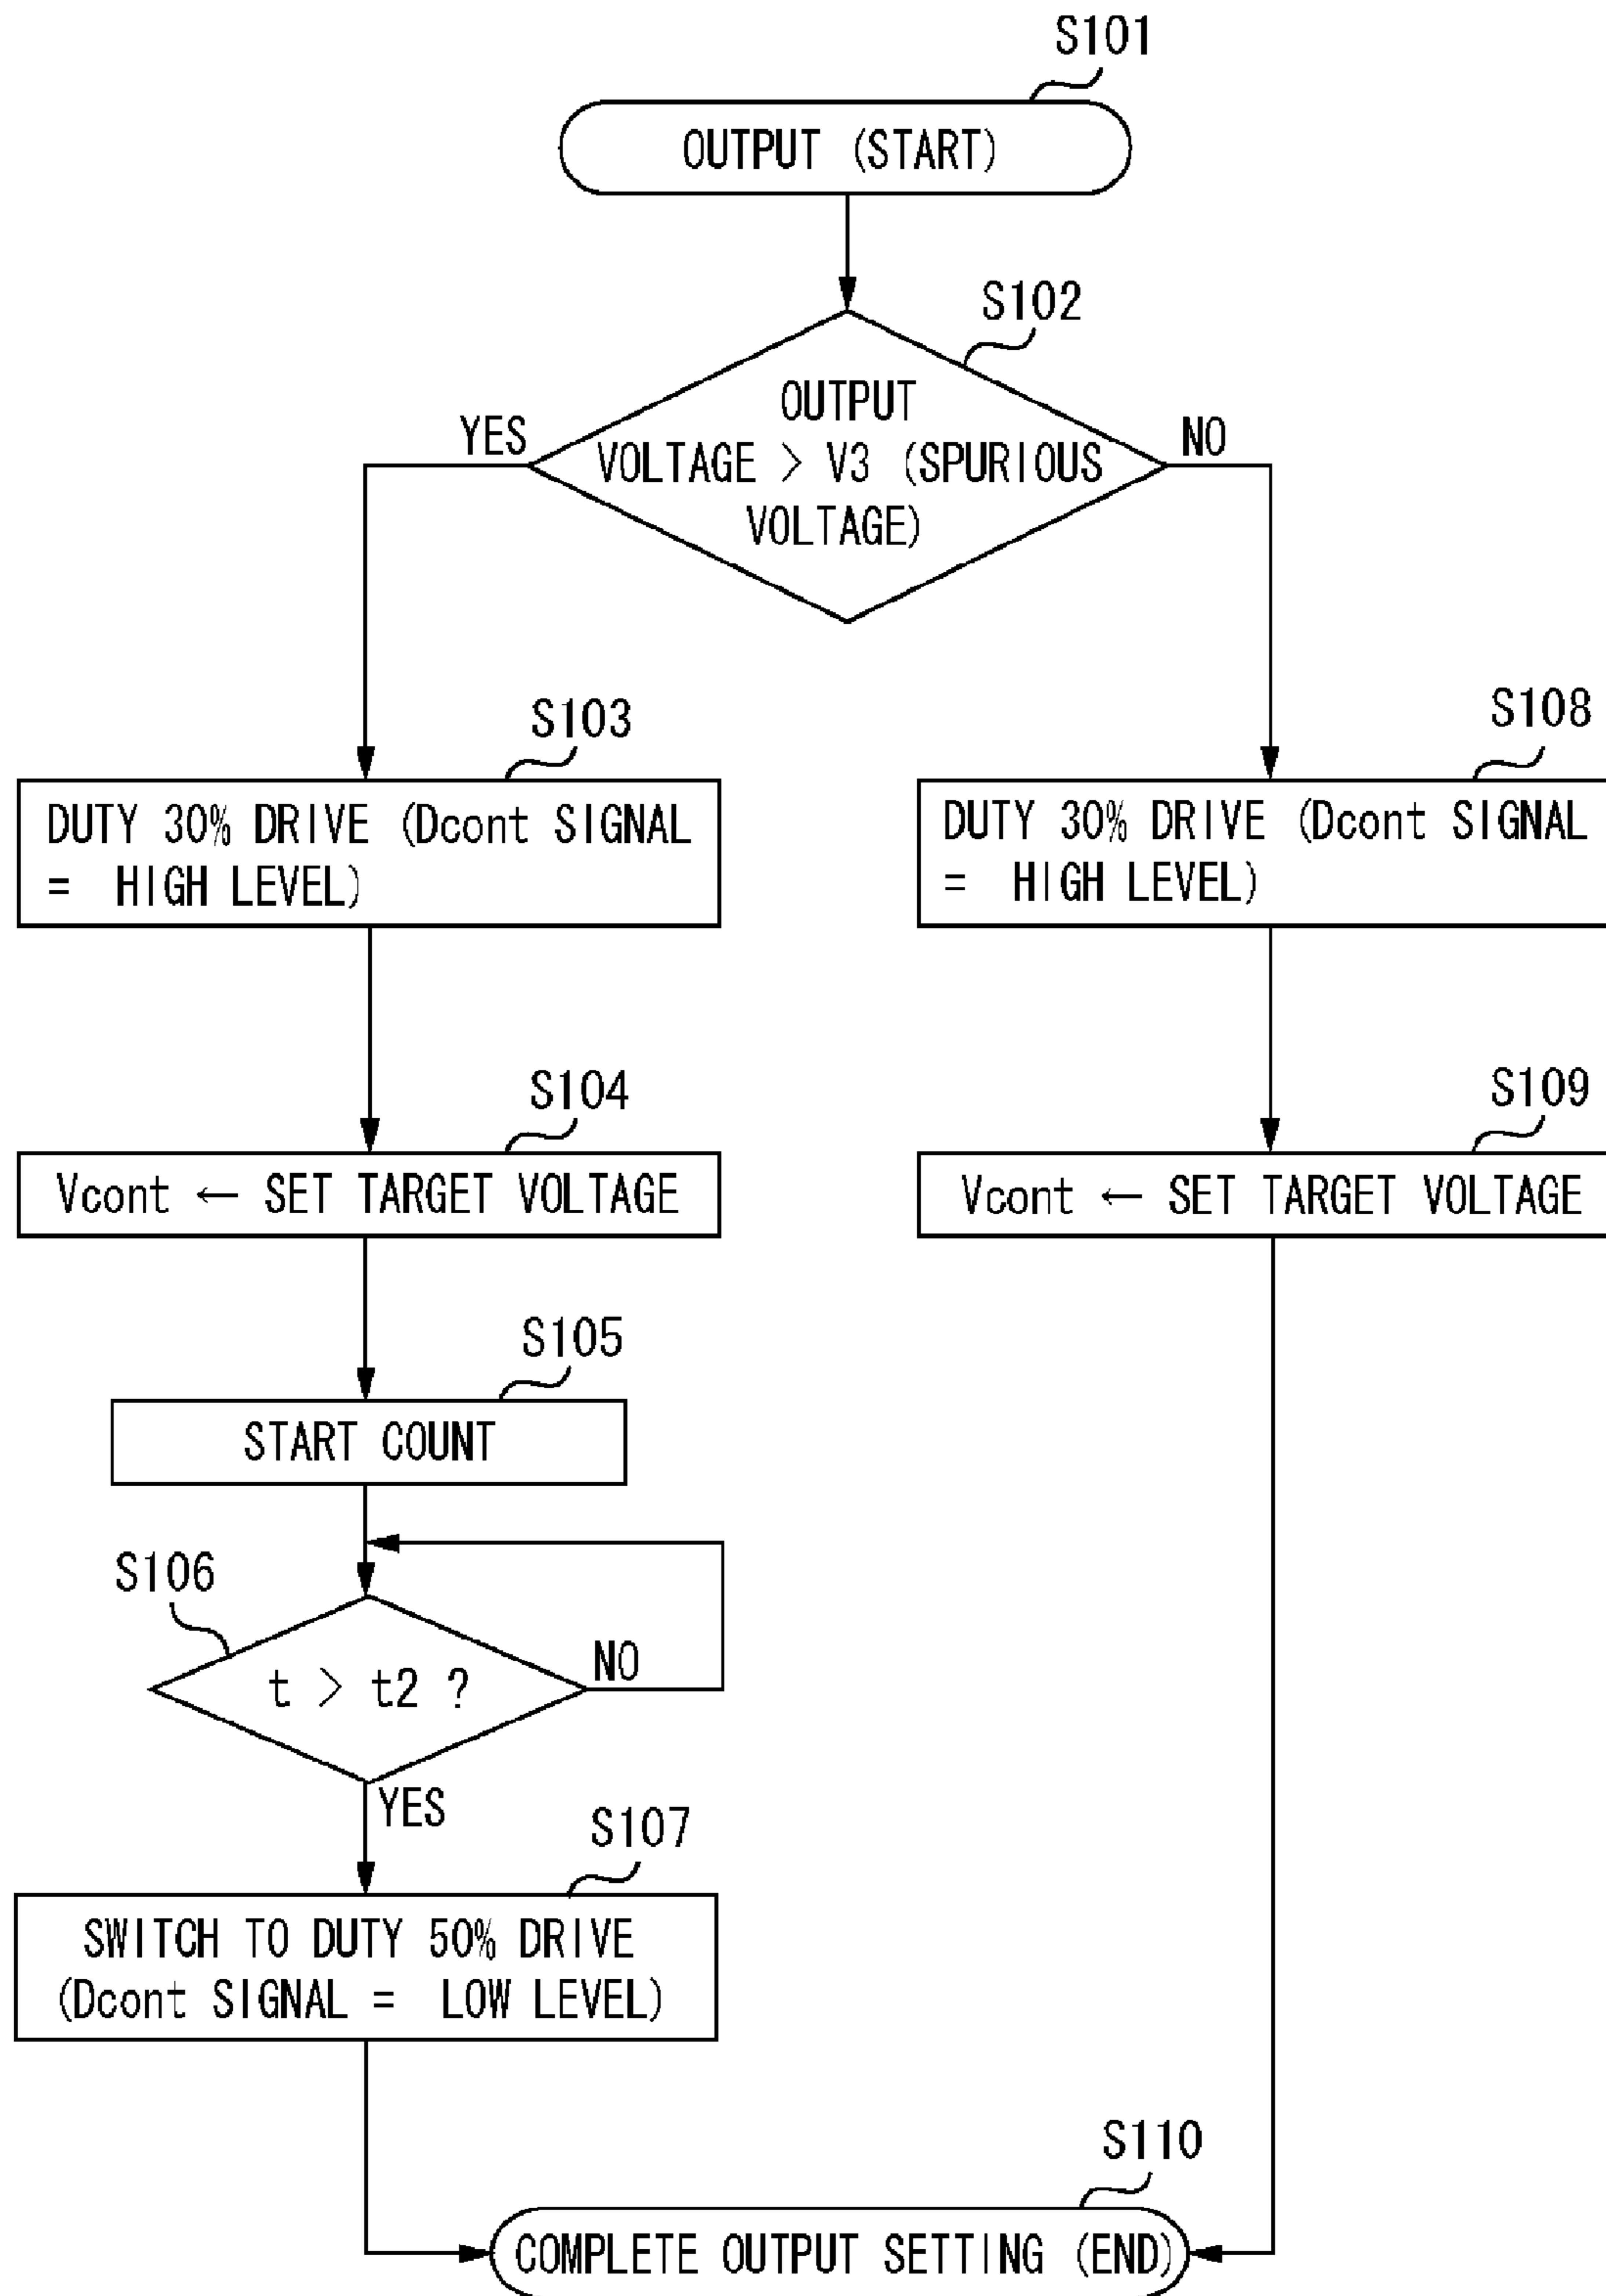 S101
OUTPUT (START)
S102
OUTPUT
VOLTAGE > V3 (SPURIOUS
VOLTAGE)
YES
NO
S103
DUTY 30% DRIVE (Dcont SIGNAL
= HIGH LEVEL)
S108
DUTY 30% DRIVE (Dcont SIGNAL
= HIGH LEVEL)
S104
Vcont ← SET TARGET VOLTAGE
S109
Vcont ← SET TARGET VOLTAGE
S105
START COUNT
S106
t > t2 ?
NO
YES
S107
SWITCH TO DUTY 50% DRIVE
(Dcont SIGNAL = LOW LEVEL)
S110
COMPLETE OUTPUT SETTING (END)